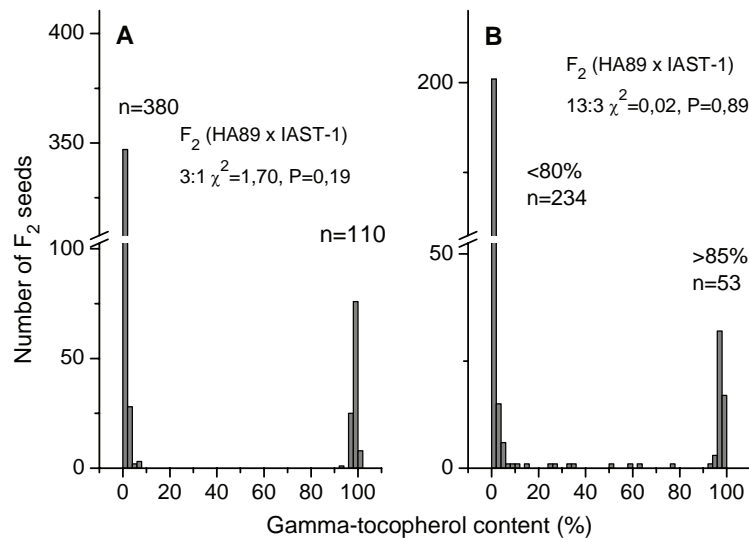 A
n=380
F2 (HA89 x IAST-1)
3:1 χ2=1,70, P=0,19
n=110
400
350
100
50
0
0 20 40 60 80 100
B
F2 (HA89 x IAST-1)
13:3 χ2=0,02, P=0,89
<80%
n=234
>85%
n=53
200
50
0
0 20 40 60 80 100
Number of F2 seeds
Gamma-tocopherol content (%)